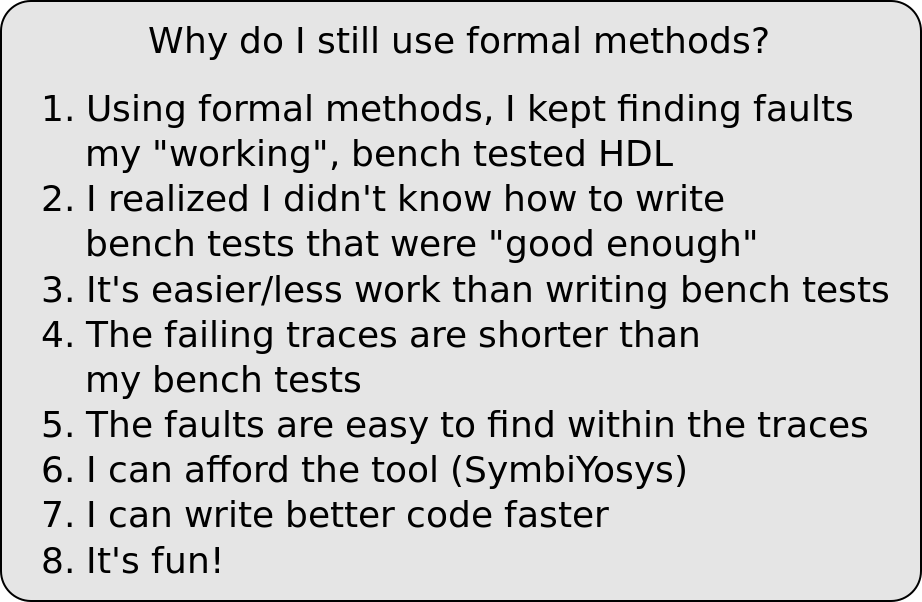 Why do I still use formal methods?
1. Using formal methods, I kept finding faults
my "working", bench tested HDL
2. I realized I didn't know how to write
bench tests that were "good enough"
3. It's easier/less work than writing bench tests
4. The failing traces are shorter than
my bench tests
5. The faults are easy to find within the traces
6. I can afford the tool (SymbiYosys)
7. I can write better code faster
8. It's fun!